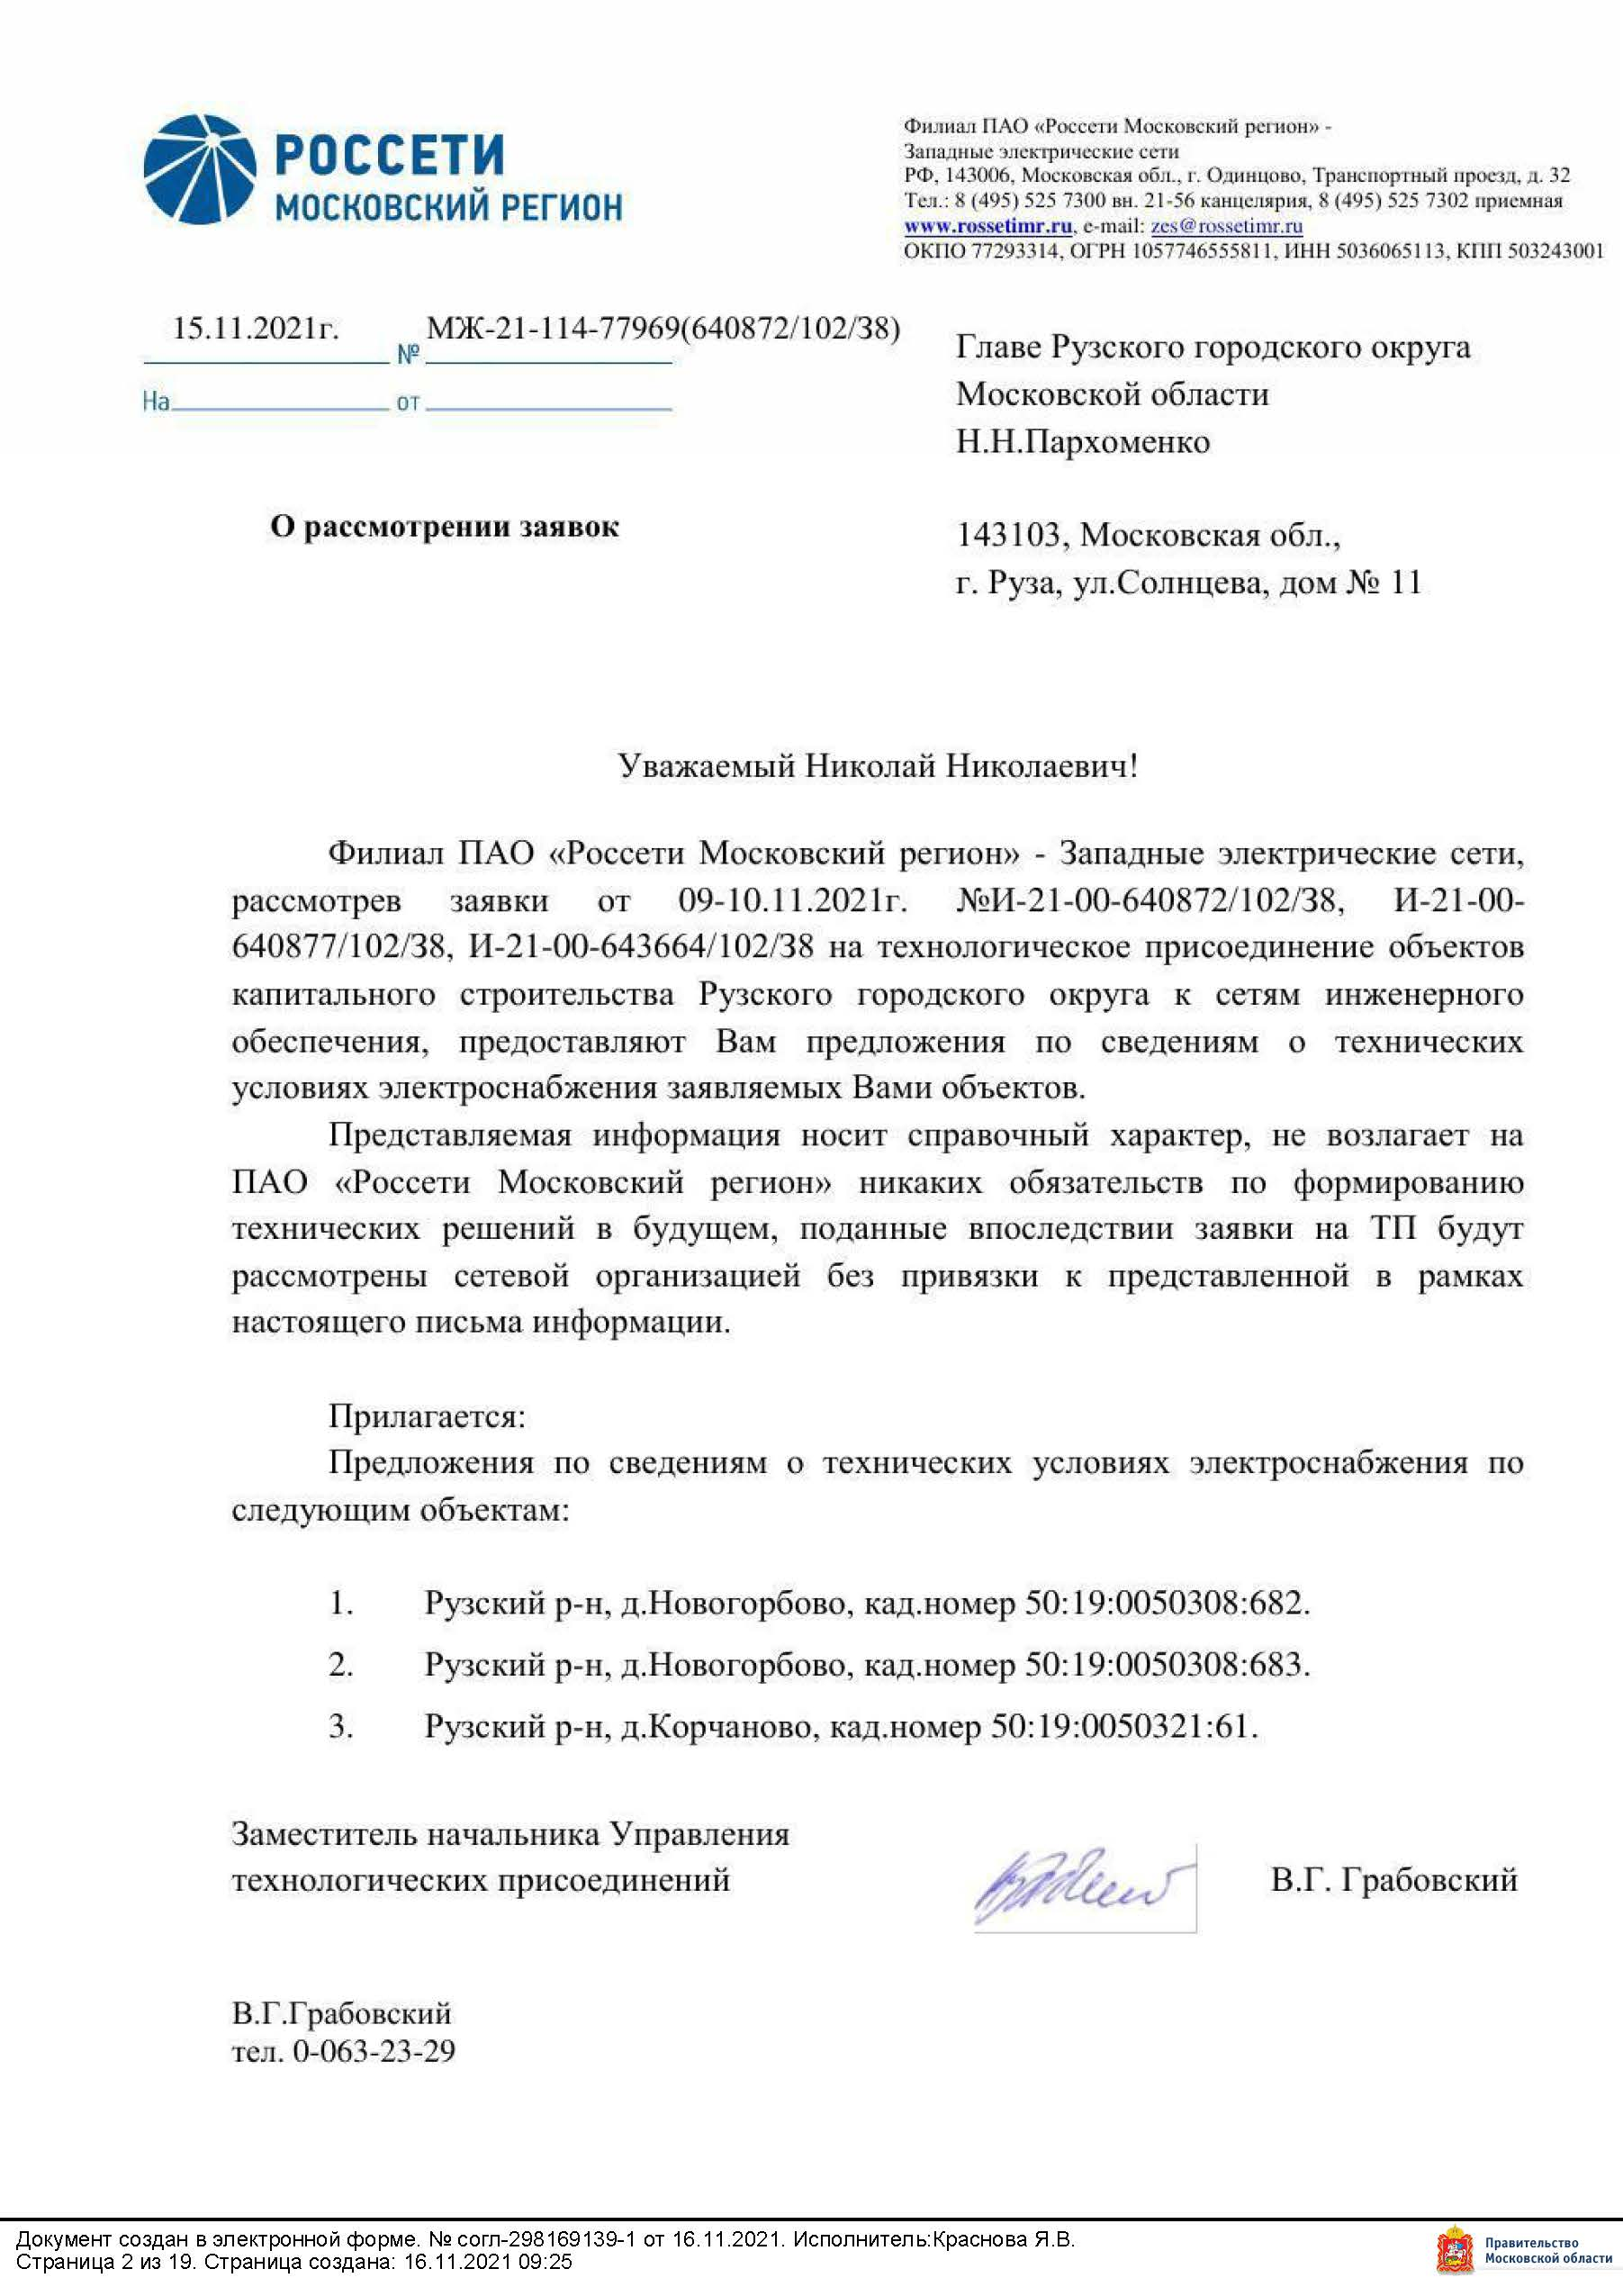 РОССЕТИ
МОСКОВСКИЙ РЕГИОН
Филиал ПАО «Россети Московский регион» -
Западные электрические сети
РФ, 143006, Московская обл., г. Одинцово, Транспортный проезд, д. 32
Тел.: 8 (495) 525 7300 вн. 21-56 канцелярия, 8 (495) 525 7302 приемная
www.rossetimr.ru, e-mail: zes@rossetimr.ru
ОКПО 77293314, ОГРН 1057746555811, ИНН 5036065113, КПП 503243001
15.11.2021г. № МЖ-21-114-77969(640872/102/З8)
На от
Главе Рузского городского округа
Московской области
Н.Н.Пархоменко
О рассмотрении заявок
143103, Московская обл.,
г. Руза, ул.Солнцева, дом № 11
Уважаемый Николай Николаевич!
Филиал ПАО «Россети Московский регион» - Западные электрические сети,
рассмотрев заявки от 09-10.11.2021г. №И-21-00-640872/102/З8, И-21-00-
640877/102/З8, И-21-00-643664/102/З8 на технологическое присоединение объектов
капитального строительства Рузского городского округа к сетям инженерного
обеспечения, предоставляют Вам предложения по сведениям о технических
условиях электроснабжения заявляемых Вами объектов.
Представляемая информация носит справочный характер, не возлагает на
ПАО «Россети Московский регион» никаких обязательств по формированию
технических решений в будущем, поданные впоследствии заявки на ТП будут
рассмотрены сетевой организацией без привязки к представленной в рамках
настоящего письма информации.
Прилагается:
Предложения по сведениям о технических условиях электроснабжения по
следующим объектам:
1. Рузский р-н, д.Новогорбово, кад.номер 50:19:0050308:682.
2. Рузский р-н, д.Новогорбово, кад.номер 50:19:0050308:683.
3. Рузский р-н, д.Корчаново, кад.номер 50:19:0050321:61.
Заместитель начальника Управления
технологических присоединений
В.Г. Грабовский
В.Г.Грабовский
тел. 0-063-23-29
Документ создан в электронной форме. № согл-298169139-1 от 16.11.2021. Исполнитель:Краснова Я.В.
Страница 2 из 19. Страница создана: 16.11.2021 09:25
Правительство
Московской области